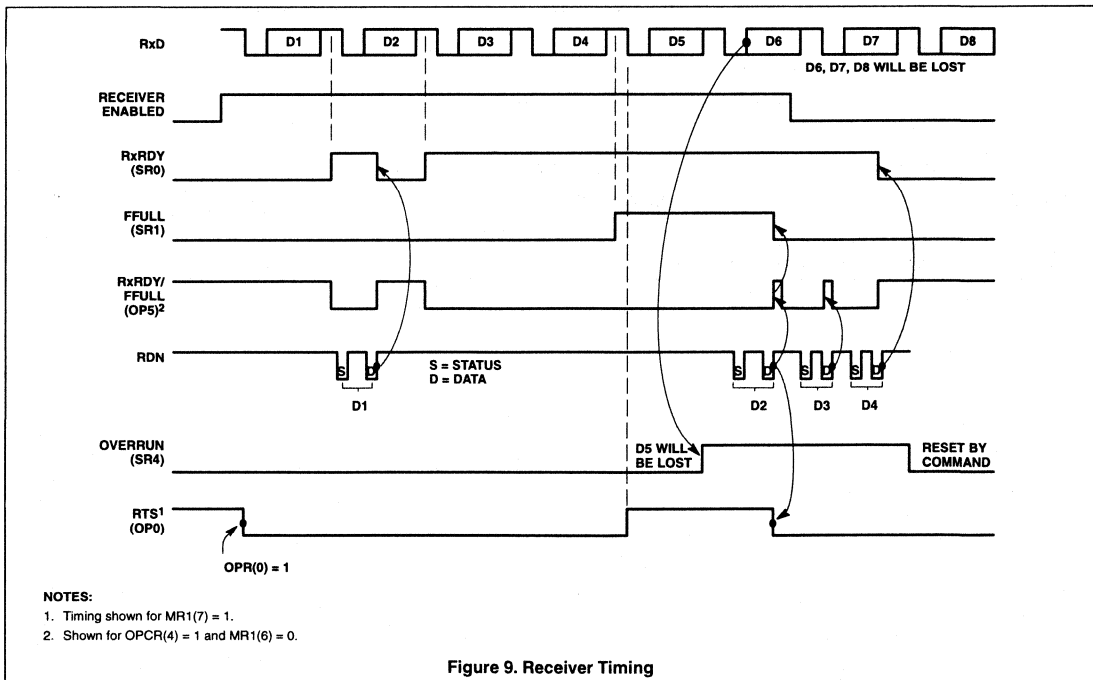 RxD
D1
D2
D3
D4
D5
D6
D7
D8
D6, D7, D8 WILL BE LOST
RECEIVER
ENABLED
RxRDY
(SR0)
FFULL
(SR1)
RxRDY/
FFULL
(OP5)2
RDN
S
D
S = STATUS
D = DATA
S
D
S
D
S
D
D1
D2
D3
D4
OVERRUN
(SR4)
D5 WILL
BE LOST
RESET BY
COMMAND
RTS1
(OP0)
OPR(0) = 1
NOTES:
1. Timing shown for MR1(7) = 1.
2. Shown for OPCR(4) = 1 and MR1(6) = 0.
Figure 9. Receiver Timing